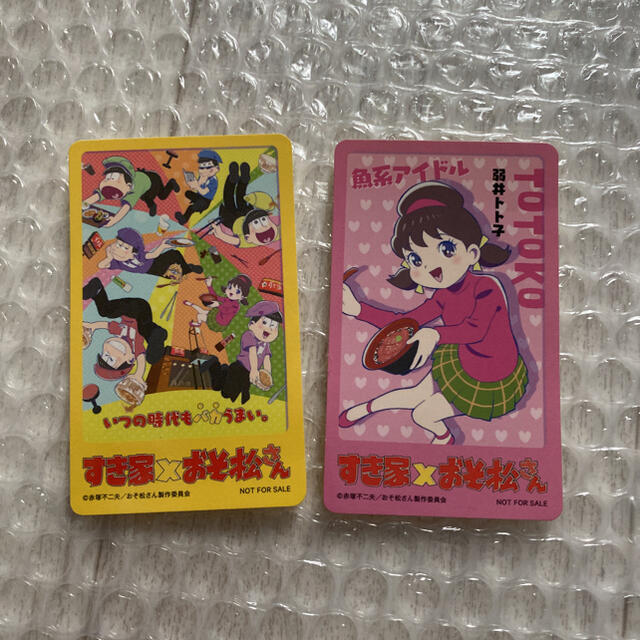 いつの時代もバカうまい。
すき家×おそ松さん
©赤塚不二夫/おそ松さん製作委員会
NOT FOR SALE
魚系アイドル
弱井トト子
TOTOKO
すき家×おそ松さん
©赤塚不二夫/おそ松さん製作委員会
NOT FOR SALE